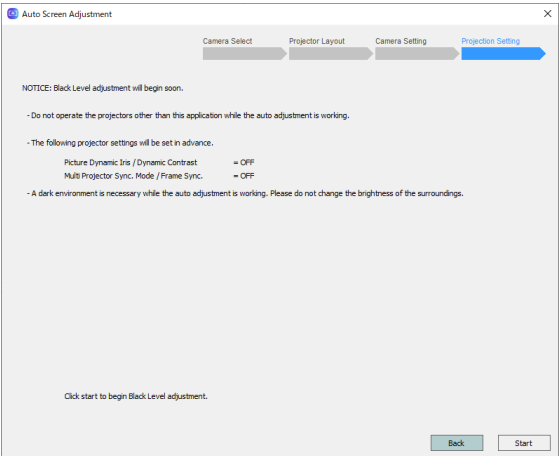 Auto Screen Adjustment
Camera Select Projector Layout Camera Setting Projection Setting
NOTICE: Black Level adjustment will begin soon.
- Do not operate the projectors other than this application while the auto adjustment is working.
- The following projector settings will be set in advance.
Picture Dynamic Iris / Dynamic Contrast = OFF
Multi Projector Sync. Mode / Frame Sync. = OFF
- A dark environment is necessary while the auto adjustment is working. Please do not change the brightness of the surroundings.
Click start to begin Black Level adjustment.
Back Start